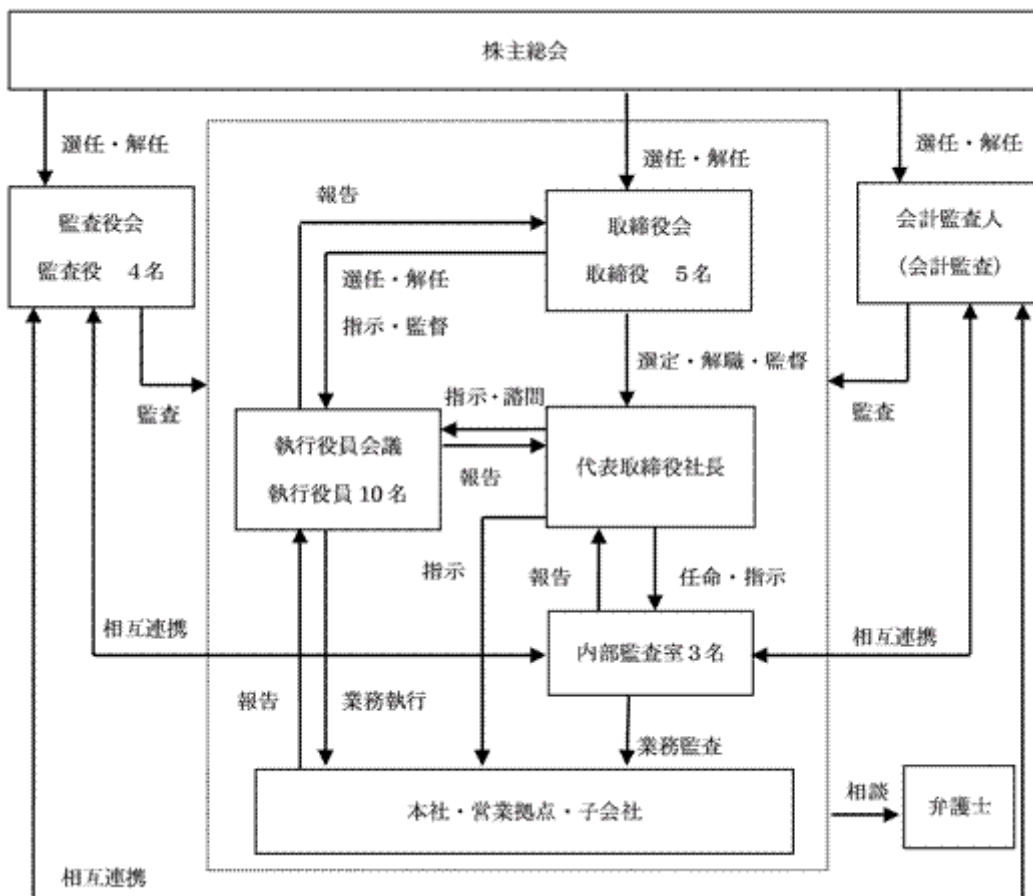 株主総会
選任・解任
選任・解任
選任・解任
報告
監査役会
監査役　4名
取締役会
取締役　5名
会計監査人
(会計監査)
選任・解任
指示・監督
選定・解職・監督
監査
監査
指示・諮問
執行役員会議
執行役員10名
報告
代表取締役社長
指示
報告
任命・指示
相互連携
内部監査室3名
相互連携
報告
業務執行
業務監査
本社・営業拠点・子会社
相談
弁護士
相互連携